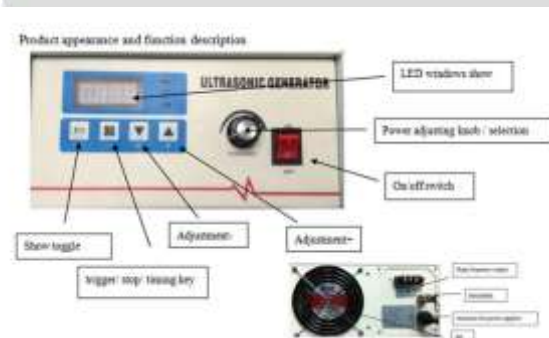 Product appearance and function description
ULTRASONIC GENERATOR
LED windows show
Power adjusting knob / selection
On/off switch
Adjustment-
Adjustment+
Show toggle
trigger/ stop/ timing key